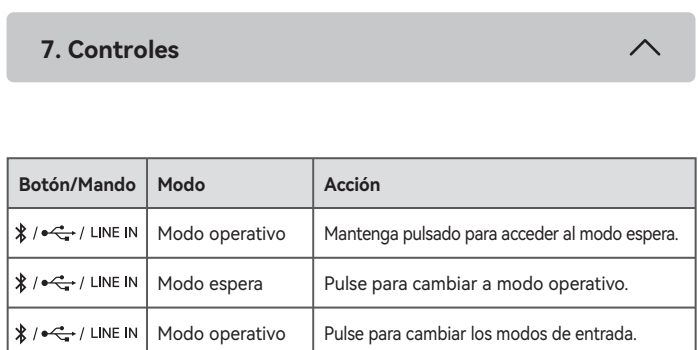 7. Controles
Botón/Mando Modo Acción
/ / LINE IN Modo operativo Mantenga pulsado para acceder al modo espera.
/ / LINE IN Modo espera Pulse para cambiar a modo operativo.
/ / LINE IN Modo operativo Pulse para cambiar los modos de entrada.